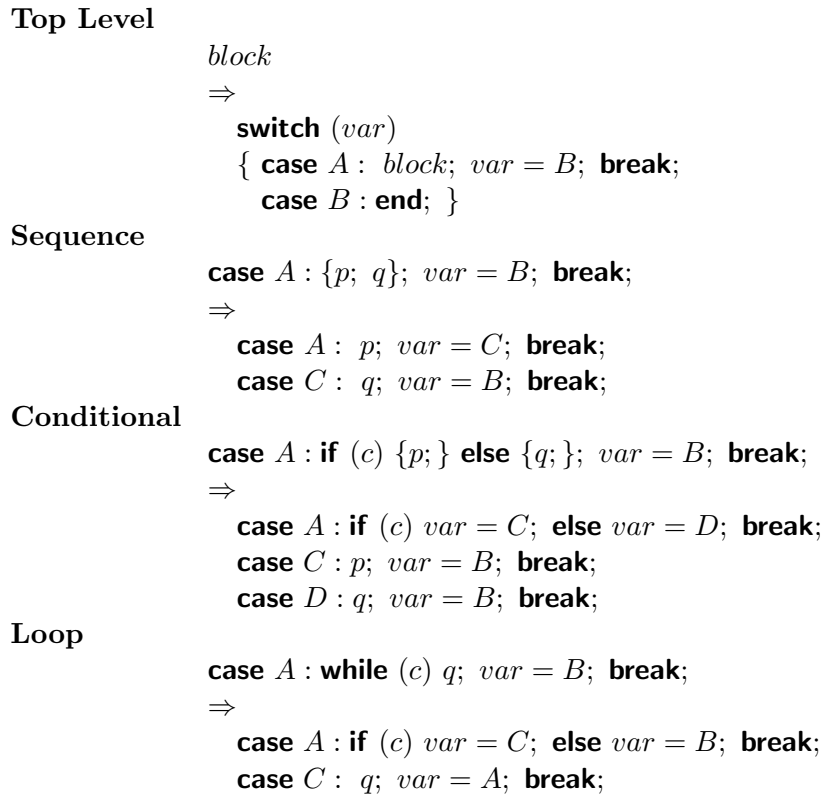 Top Level
block
⇒
switch (var)
{ case A : block; var = B; break;
case B : end; }
Sequence
case A : {p; q}; var = B; break;
⇒
case A : p; var = C; break;
case C : q; var = B; break;
Conditional
case A : if (c) {p; } else {q; }; var = B; break;
⇒
case A : if (c) var = C; else var = D; break;
case C : p; var = B; break;
case D : q; var = B; break;
Loop
case A : while (c) q; var = B; break;
⇒
case A : if (c) var = C; else var = B; break;
case C : q; var = A; break;